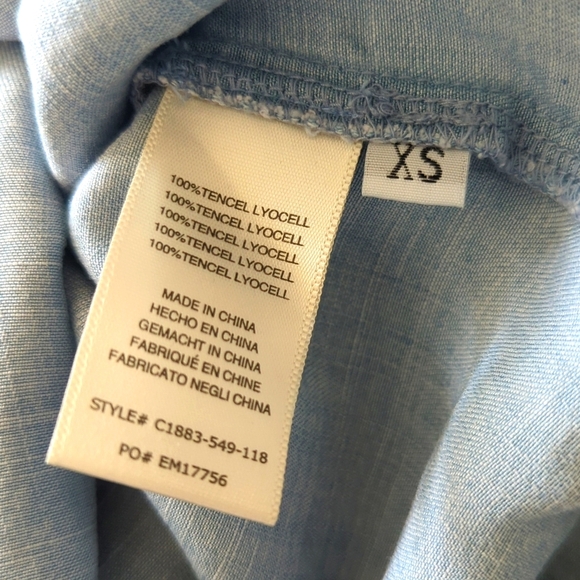 XS
100%TENCEL LYOCELL
100%TENCEL LYOCELL
100%TENCEL LYOCELL
100%TENCEL LYOCELL
100%TENCEL LYOCELL
MADE IN CHINA
HECHO EN CHINA
GEMACHT IN CHINA
FABRIQUÉ EN CHINE
FABRICATO NEGLI CHINA
STYLE# C1883-549-118
PO# EM17756